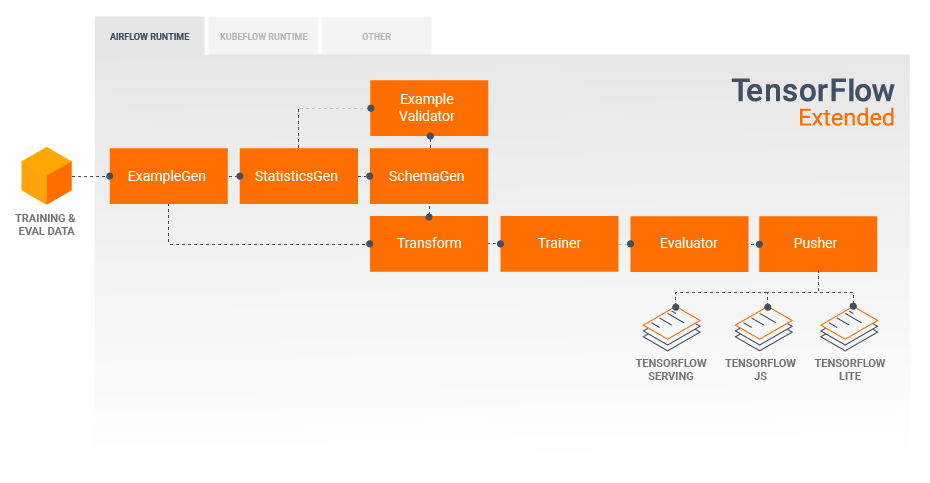 AIRFLOW RUNTIME
KUBEFLOW RUNTIME
OTHER
TensorFlow
Extended
Example
Validator
TRAINING &
EVAL DATA
ExampleGen
StatisticsGen
SchemaGen
Transform
Trainer
Evaluator
Pusher
TENSORFLOW
SERVING
TENSORFLOW
JS
TENSORFLOW
LITE